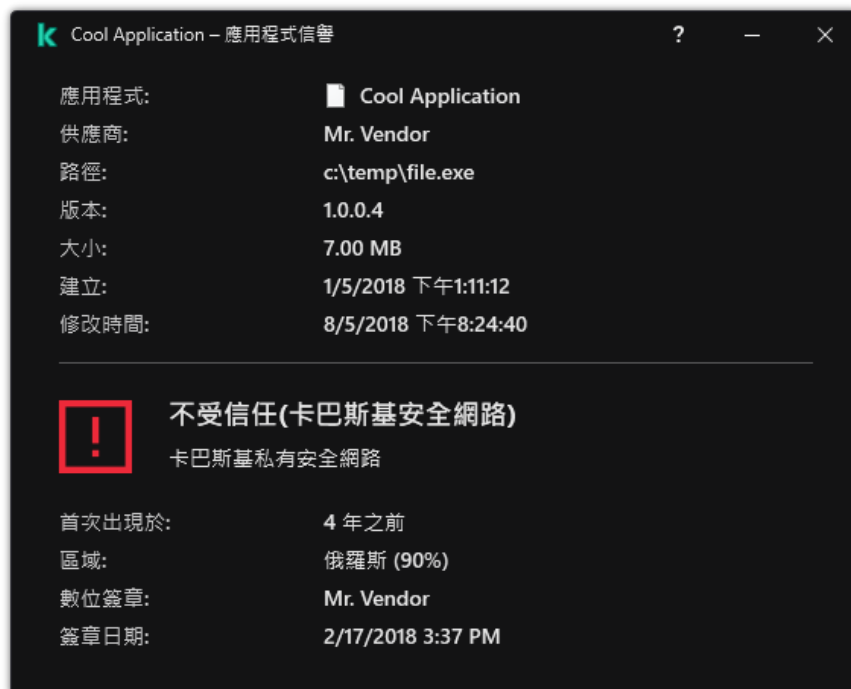 Cool Application – 應用程式信譽 ?
應用程式: Cool Application
供應商: Mr. Vendor
路徑: c:\temp\file.exe
版本: 1.0.0.4
大小: 7.00 MB
建立: 1/5/2018 下午1:11:12
修改時間: 8/5/2018 下午8:24:40
不受信任(卡巴斯基安全網路)
卡巴斯基私有安全網路
首次出現於: 4 年之前
區域: 俄羅斯 (90%)
數位簽章: Mr. Vendor
簽章日期: 2/17/2018 3:37 PM